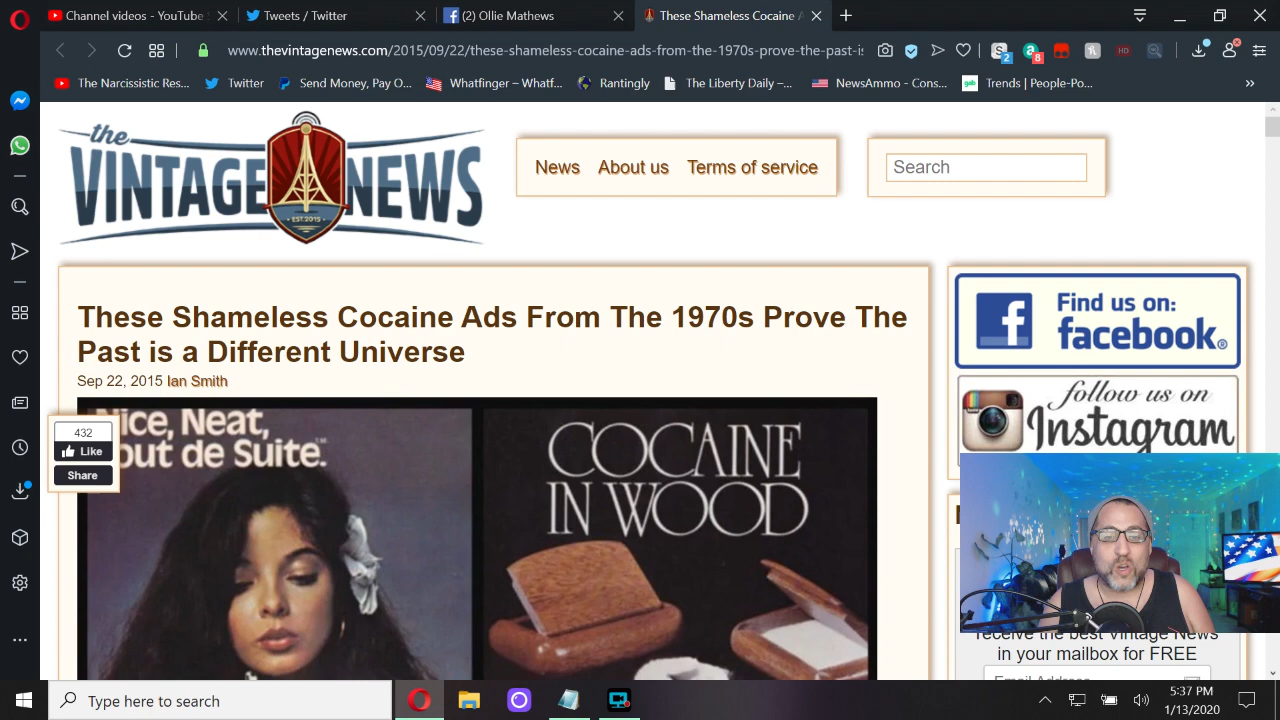 Channel videos - YouTube
Tweets / Twitter
(2) Ollie Mathews
These Shameless Cocaine A
www.thevintagenews.com/2015/09/22/these-shameless-cocaine-ads-from-the-1970s-prove-the-past-is
2
8
HD
The Narcissistic Res...
Twitter
Send Money, Pay O...
Whatfinger – Whatf...
Rantingly
The Liberty Daily –...
gab
NewsAmmo - Cons...
Trends | People-Po...
the
VINTAGE NEWS
EST.2015
News
About us
Terms of service
Search
These Shameless Cocaine Ads From The 1970s Prove The
Past is a Different Universe
Sep 22, 2015 Ian Smith
432
Like
Share
Nice, Neat,
out de Suite.
COCAINE
IN WOOD
Find us on:
facebook®
follow us on
Instagram
receive the best Vintage News
in your mailbox for FREE
Email Address
Type here to search
5:37 PM
1/13/2020